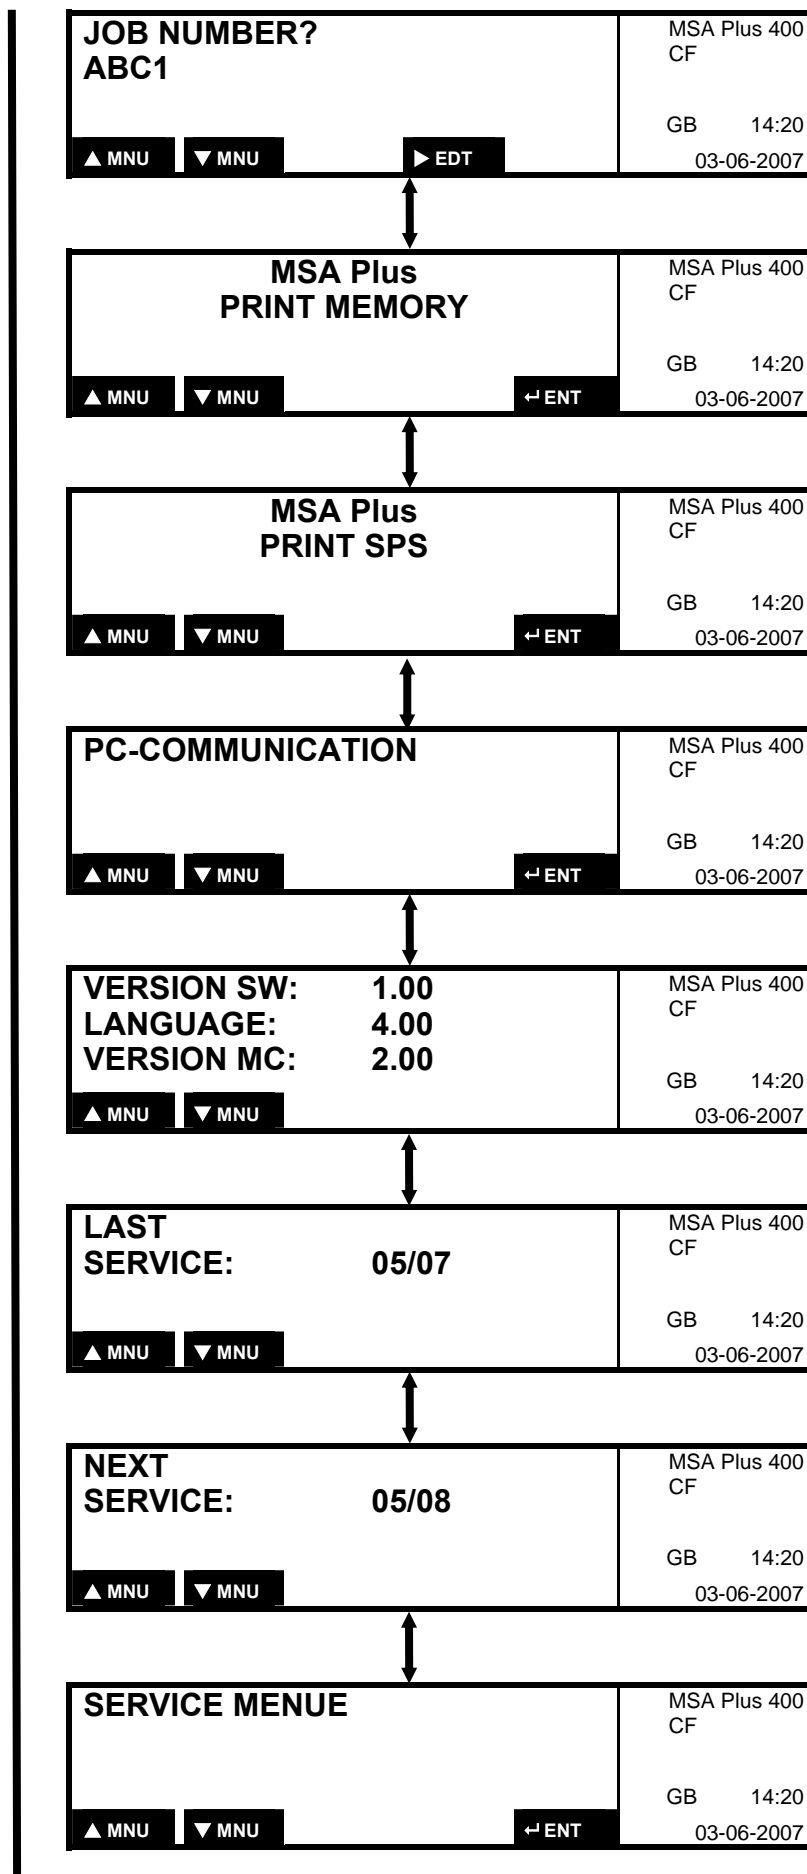 JOB NUMBER?
ABC1
▲ MNU ▼ MNU ▶ EDT
MSA Plus 400
CF
GB 14:20
03-06-2007
MSA Plus
PRINT MEMORY
▲ MNU ▼ MNU ↵ ENT
MSA Plus 400
CF
GB 14:20
03-06-2007
MSA Plus
PRINT SPS
▲ MNU ▼ MNU ↵ ENT
MSA Plus 400
CF
GB 14:20
03-06-2007
PC-COMMUNICATION
▲ MNU ▼ MNU ↵ ENT
MSA Plus 400
CF
GB 14:20
03-06-2007
VERSION SW: 1.00
LANGUAGE: 4.00
VERSION MC: 2.00
▲ MNU ▼ MNU
MSA Plus 400
CF
GB 14:20
03-06-2007
LAST
SERVICE: 05/07
▲ MNU ▼ MNU
MSA Plus 400
CF
GB 14:20
03-06-2007
NEXT
SERVICE: 05/08
▲ MNU ▼ MNU
MSA Plus 400
CF
GB 14:20
03-06-2007
SERVICE MENUE
▲ MNU ▼ MNU ↵ ENT
MSA Plus 400
CF
GB 14:20
03-06-2007